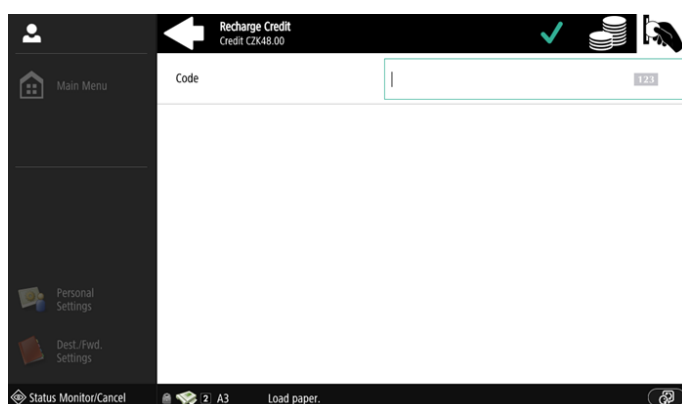 Recharge Credit
Credit CZK48.00
Main Menu
Code
123
Personal
Settings
Dest./Fwd.
Settings
Status Monitor/Cancel
2 A3 Load paper.